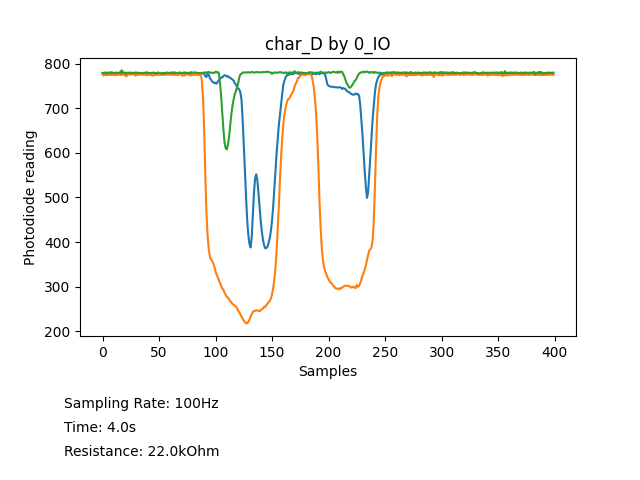 char_D by 0_IO
800
700
600
500
400
300
200
Photodiode reading
0 50 100 150 200 250 300 350 400
Samples
Sampling Rate: 100Hz
Time: 4.0s
Resistance: 22.0kOhm